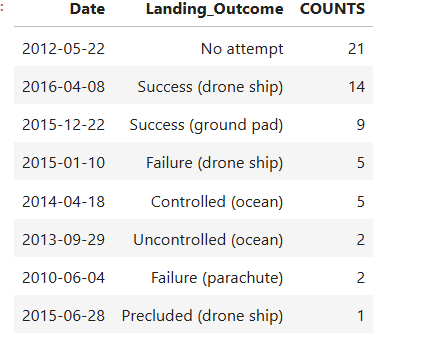 Date Landing_Outcome COUNTS
2012-05-22 No attempt 21
2016-04-08 Success (drone ship) 14
2015-12-22 Success (ground pad) 9
2015-01-10 Failure (drone ship) 5
2014-04-18 Controlled (ocean) 5
2013-09-29 Uncontrolled (ocean) 2
2010-06-04 Failure (parachute) 2
2015-06-28 Precluded (drone ship) 1